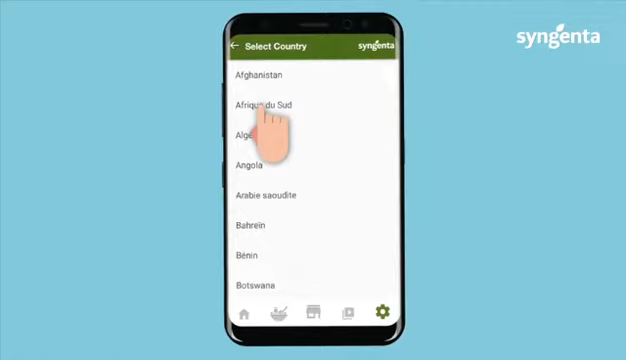 syngenta
Select Country
syngenta
Afghanistan
Afrique du Sud
Angola
Arabie saoudite
Bahreïn
Bénin
Botswana